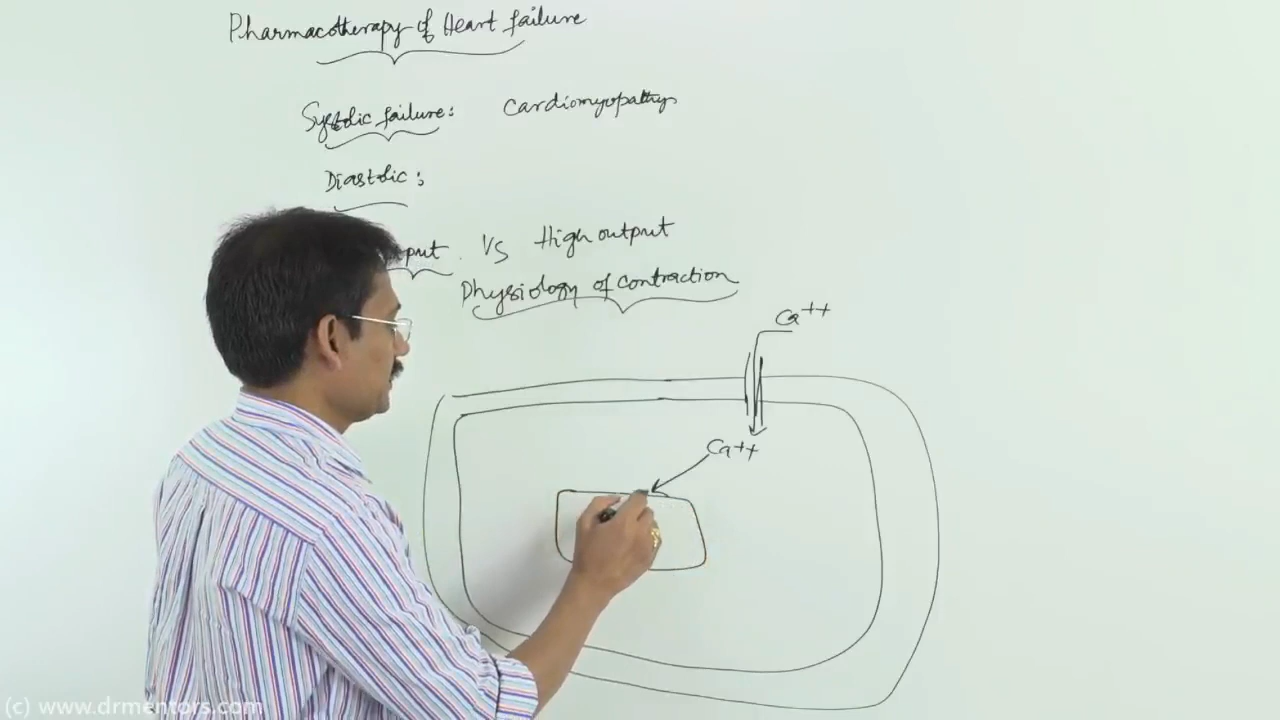 Pharmacotherapy of Heart failure
Systolic failure: Cardiomyopathy
Diastolic:
Vs High output
Physiology of contraction
Ca++
Ca++
(c) www.drmentors.com